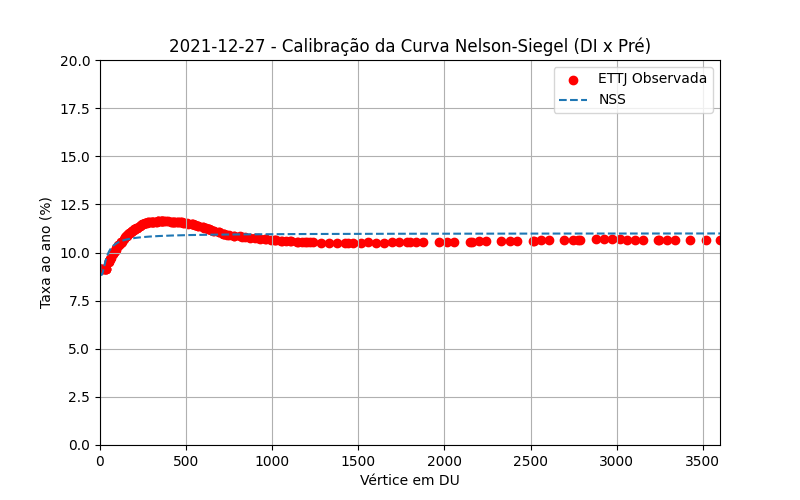 2021-12-27 - Calibração da Curva Nelson-Siegel (DI x Pré)
ETTJ Observada
NSS
Taxa ao ano (%)
20.0
17.5
15.0
12.5
10.0
7.5
5.0
2.5
0.0
0 500 1000 1500 2000 2500 3000 3500
Vértice em DU